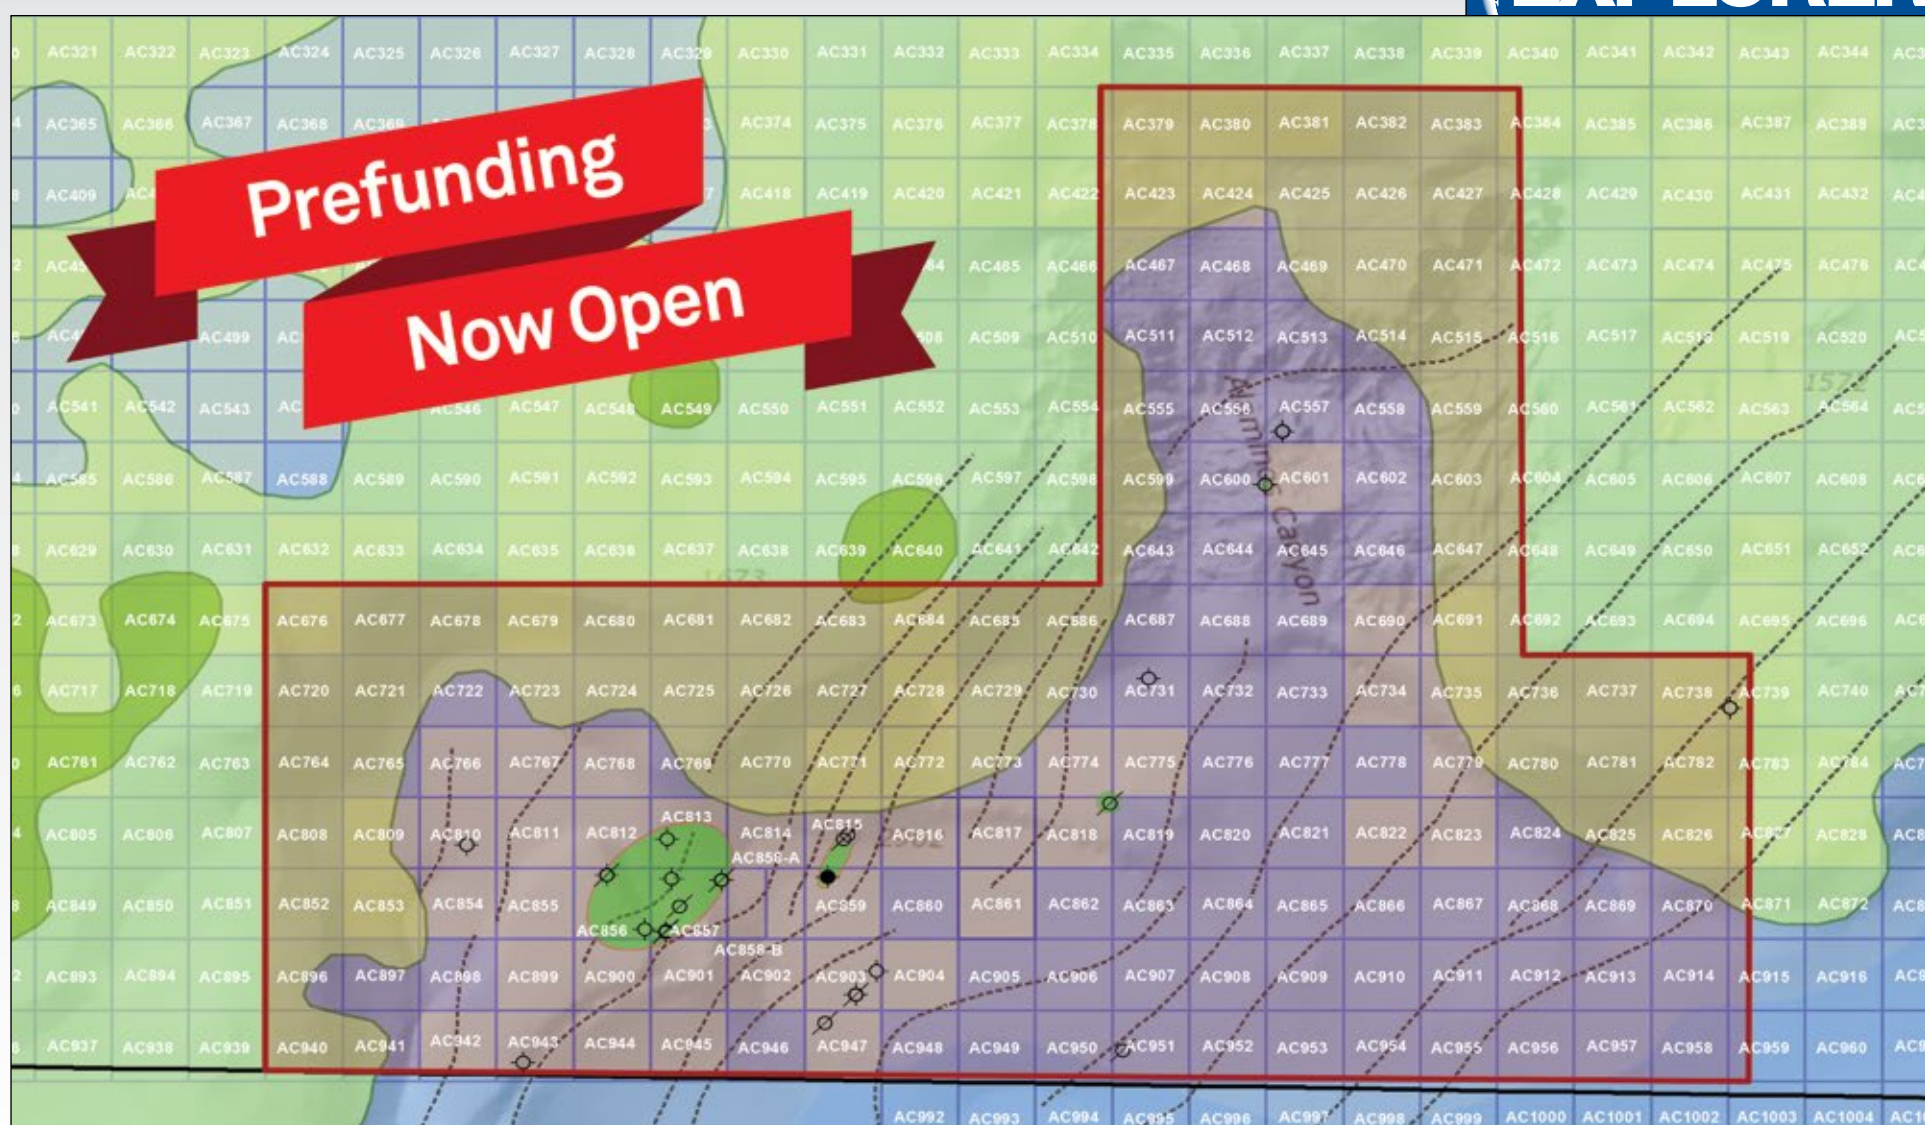 AC321 AC322 AC323 AC324 AC325 AC326 AC327 AC328 AC329 AC330 AC331 AC332 AC333 AC334 AC335 AC336 AC337 AC338 AC339 AC340 AC341 AC342 AC343 AC344
AC365 AC366 AC367 AC368 AC369 AC374 AC375 AC376 AC377 AC378 AC379 AC380 AC381 AC382 AC383 AC384 AC385 AC386 AC387 AC388
Prefunding
AC409 AC418 AC419 AC420 AC421 AC422 AC423 AC424 AC425 AC426 AC427 AC428 AC429 AC430 AC431 AC432
AC465 AC466 AC467 AC468 AC469 AC470 AC471 AC472 AC473 AC474 AC475 AC476
Now Open
AC499 AC509 AC510 AC511 AC512 AC513 AC514 AC515 AC516 AC517 AC518 AC519 AC520
1572
AC541 AC542 AC543 AC546 AC547 AC548 AC549 AC550 AC551 AC552 AC553 AC554 AC555 AC556 AC557 AC558 AC559 AC560 AC561 AC562 AC563 AC564
Alaminos Canyon
AC585 AC586 AC587 AC588 AC589 AC590 AC591 AC592 AC593 AC594 AC595 AC596 AC597 AC598 AC599 AC600 AC601 AC602 AC603 AC604 AC605 AC606 AC607 AC608
AC629 AC630 AC631 AC632 AC633 AC634 AC635 AC636 AC637 AC638 AC639 AC640 AC641 AC642 AC643 AC644 AC645 AC646 AC647 AC648 AC649 AC650 AC651 AC652
1673
AC673 AC674 AC675 AC676 AC677 AC678 AC679 AC680 AC681 AC682 AC683 AC684 AC685 AC686 AC687 AC688 AC689 AC690 AC691 AC692 AC693 AC694 AC695 AC696
AC717 AC718 AC719 AC720 AC721 AC722 AC723 AC724 AC725 AC726 AC727 AC728 AC729 AC730 AC731 AC732 AC733 AC734 AC735 AC736 AC737 AC738 AC739 AC740
AC761 AC762 AC763 AC764 AC765 AC766 AC767 AC768 AC769 AC770 AC771 AC772 AC773 AC774 AC775 AC776 AC777 AC778 AC779 AC780 AC781 AC782 AC783 AC784
AC805 AC806 AC807 AC808 AC809 AC810 AC811 AC812 AC813 AC814 AC815 AC816 AC817 AC818 AC819 AC820 AC821 AC822 AC823 AC824 AC825 AC826 AC827 AC828
AC858-A
AC849 AC850 AC851 AC852 AC853 AC854 AC855 AC856 AC857 AC859 AC860 AC861 AC862 AC863 AC864 AC865 AC866 AC867 AC868 AC869 AC870 AC871 AC872
AC858-B
AC893 AC894 AC895 AC896 AC897 AC898 AC899 AC900 AC901 AC902 AC903 AC904 AC905 AC906 AC907 AC908 AC909 AC910 AC911 AC912 AC913 AC914 AC915 AC916
AC937 AC938 AC939 AC940 AC941 AC942 AC943 AC944 AC945 AC946 AC947 AC948 AC949 AC950 AC951 AC952 AC953 AC954 AC955 AC956 AC957 AC958 AC959 AC960
AC992 AC993 AC994 AC995 AC996 AC997 AC998 AC999 AC1000 AC1001 AC1002 AC1003 AC1004